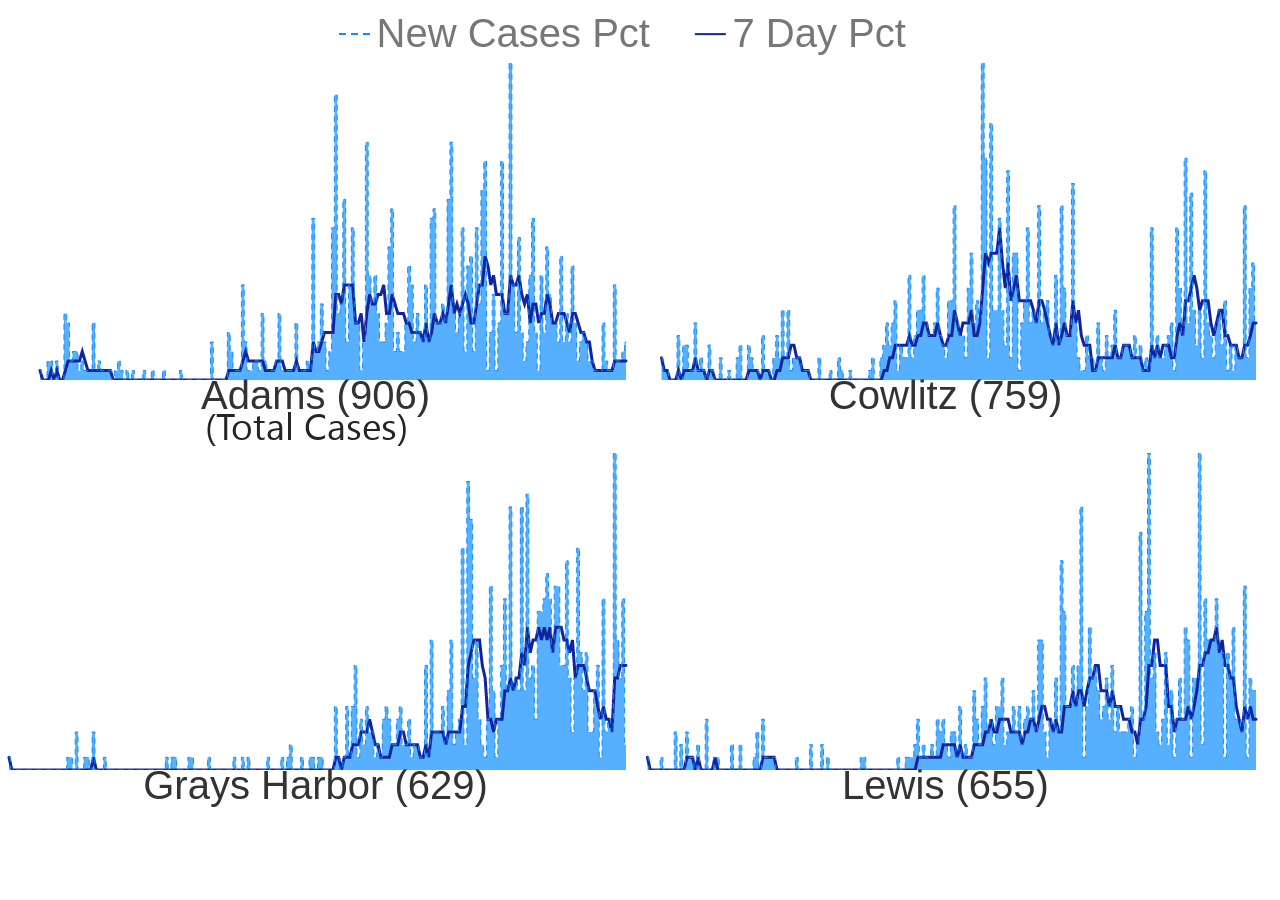 New Cases Pct 7 Day Pct
Adams (906) Cowlitz (759)
(Total Cases)
Grays Harbor (629) Lewis (655)